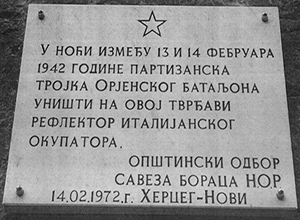 У НОЋИ ИЗМЕЂУ 13 И 14 ФЕБРУАРА
1942 ГОДИНЕ ПАРТИЗАНСКА
ТРОЈКА ОРЈЕНСКОГ БАТАЉОНА
УНИШТИ НА ОВОЈ ТВРЂАВИ
РЕФЛЕКТОР ИТАЛИЈАНСКОГ
ОКУПАТОРА.
ОПШТИНСКИ ОДБОР
САВЕЗА БОРАЦА НОР
14.02.1972.г. ХЕРЦЕГ-НОВИ